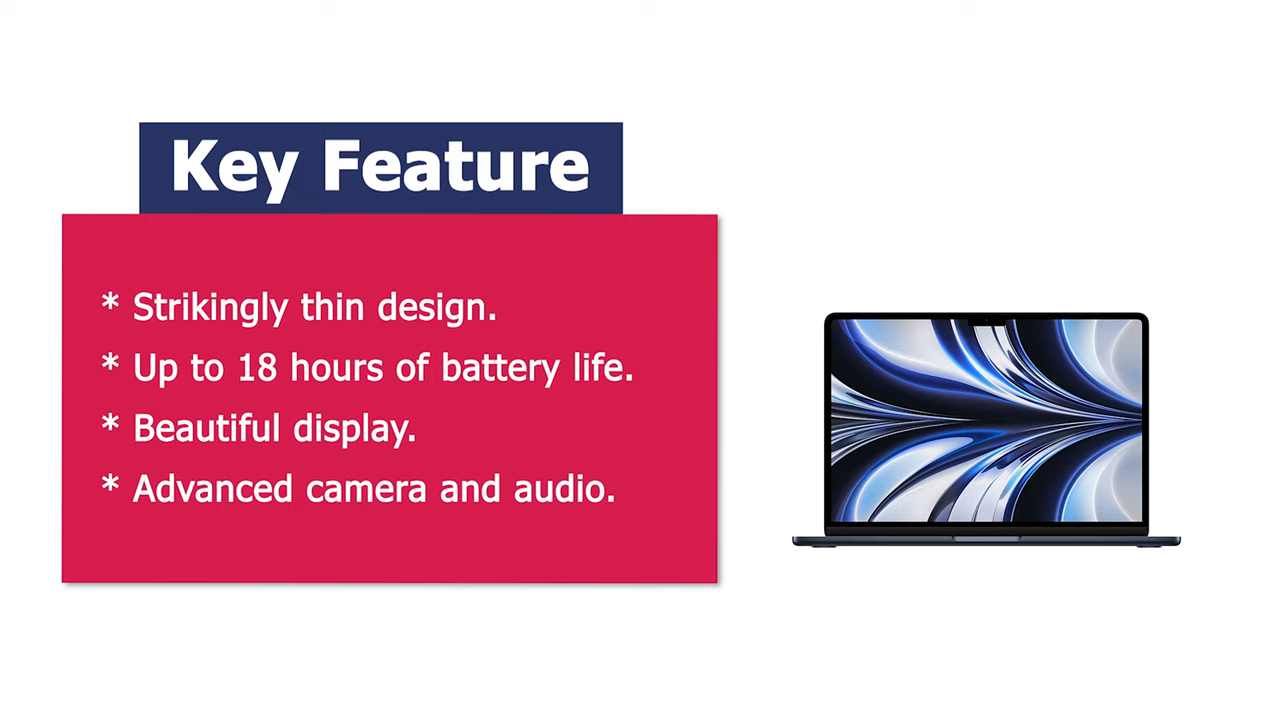 Key Feature
* Strikingly thin design.
* Up to 18 hours of battery life.
* Beautiful display.
* Advanced camera and audio.